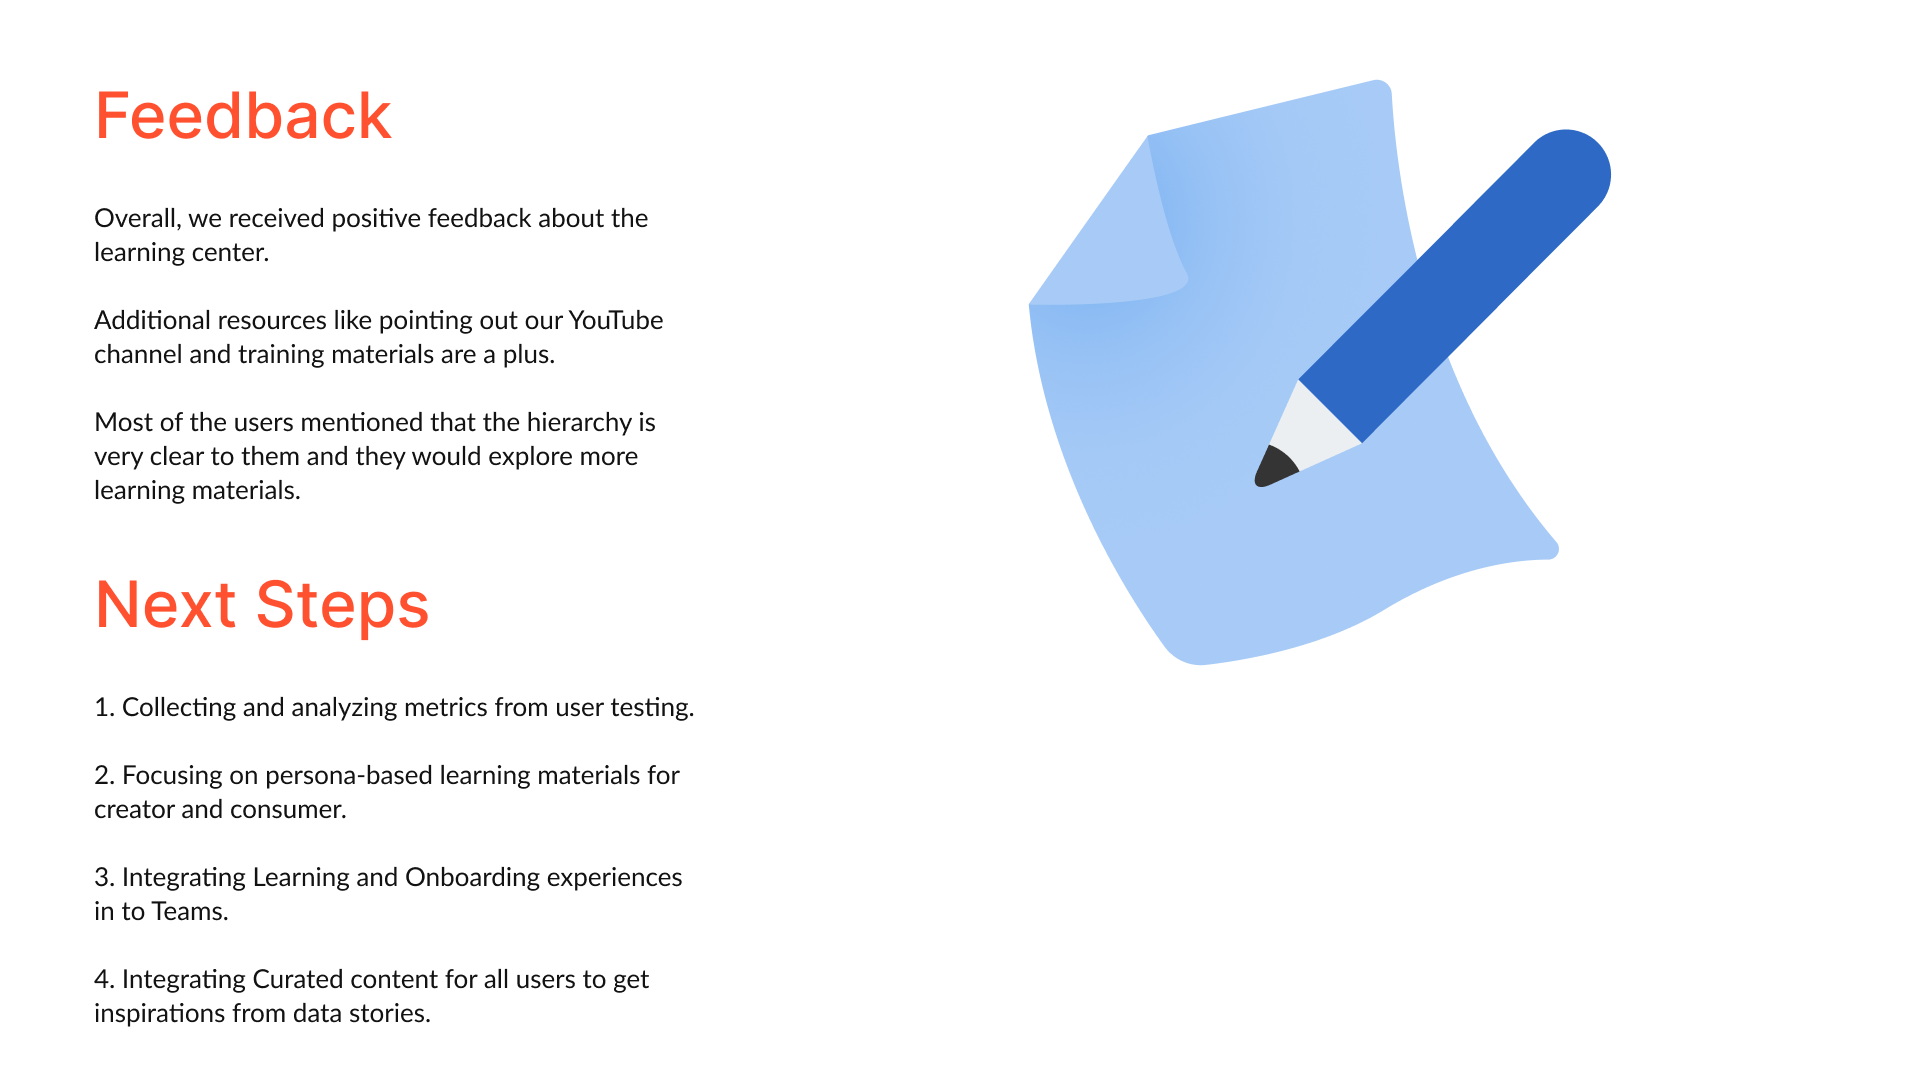 Feedback
Overall, we received positive feedback about the
learning center.
Additional resources like pointing out our YouTube
channel and training materials are a plus.
Most of the users mentioned that the hierarchy is
very clear to them and they would explore more
learning materials.
Next Steps
1. Collecting and analyzing metrics from user testing.
2. Focusing on persona-based learning materials for
creator and consumer.
3. Integrating Learning and Onboarding experiences
in to Teams.
4. Integrating Curated content for all users to get
inspirations from data stories.